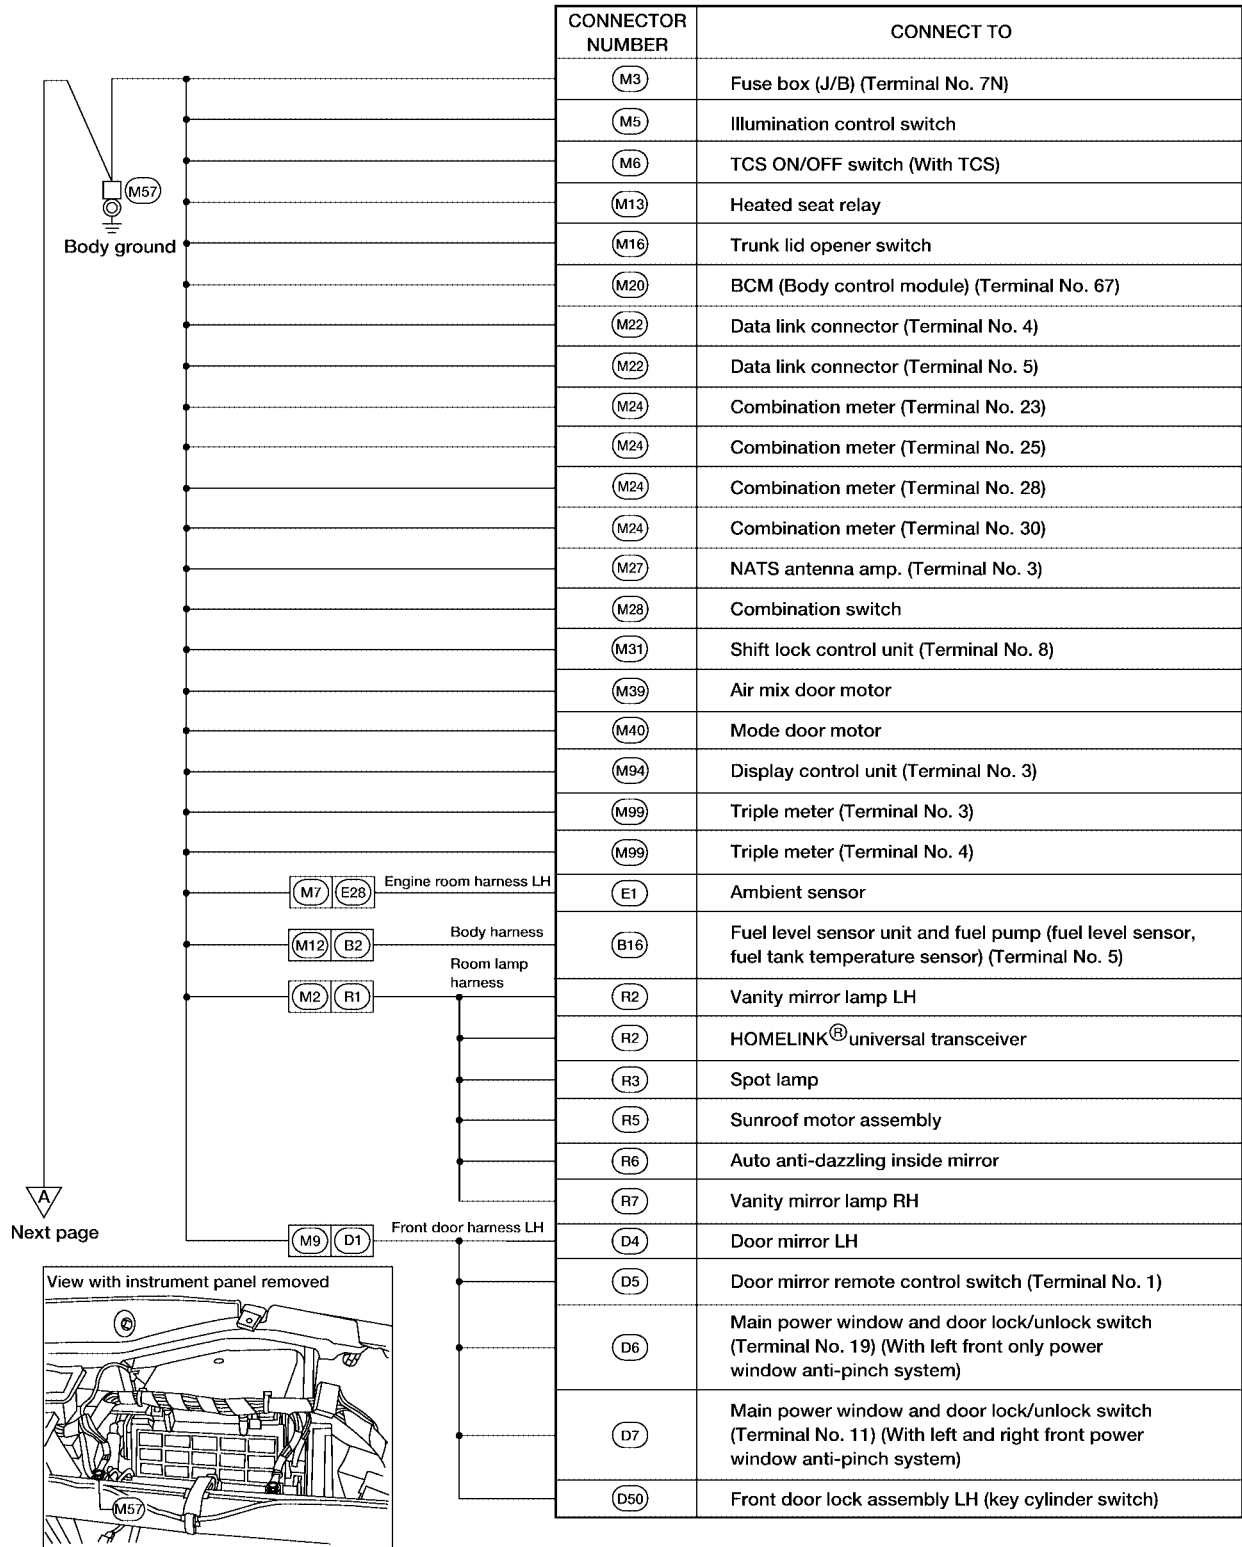 CONNECTOR NUMBER CONNECT TO
M3 Fuse box (J/B) (Terminal No. 7N)
M5 Illumination control switch
M6 TCS ON/OFF switch (With TCS)
M57
M13 Heated seat relay
Body ground
M16 Trunk lid opener switch
M20 BCM (Body control module) (Terminal No. 67)
M22 Data link connector (Terminal No. 4)
M22 Data link connector (Terminal No. 5)
M24 Combination meter (Terminal No. 23)
M24 Combination meter (Terminal No. 25)
M24 Combination meter (Terminal No. 28)
M24 Combination meter (Terminal No. 30)
M27 NATS antenna amp. (Terminal No. 3)
M28 Combination switch
M31 Shift lock control unit (Terminal No. 8)
M39 Air mix door motor
M40 Mode door motor
M94 Display control unit (Terminal No. 3)
M99 Triple meter (Terminal No. 3)
M99 Triple meter (Terminal No. 4)
M7 E28 Engine room harness LH E1 Ambient sensor
M12 B2 Body harness B16 Fuel level sensor unit and fuel pump (fuel level sensor,
fuel tank temperature sensor) (Terminal No. 5)
Room lamp
harness
M2 R1 R2 Vanity mirror lamp LH
R2 HOMELINK® universal transceiver
R3 Spot lamp
R5 Sunroof motor assembly
R6 Auto anti-dazzling inside mirror
A
R7 Vanity mirror lamp RH
Next page
M9 D1 Front door harness LH D4 Door mirror LH
D5 Door mirror remote control switch (Terminal No. 1)
D6 Main power window and door lock/unlock switch
(Terminal No. 19) (With left front only power
window anti-pinch system)
D7 Main power window and door lock/unlock switch
(Terminal No. 11) (With left and right front power
window anti-pinch system)
D50 Front door lock assembly LH (key cylinder switch)
View with instrument panel removed
M57